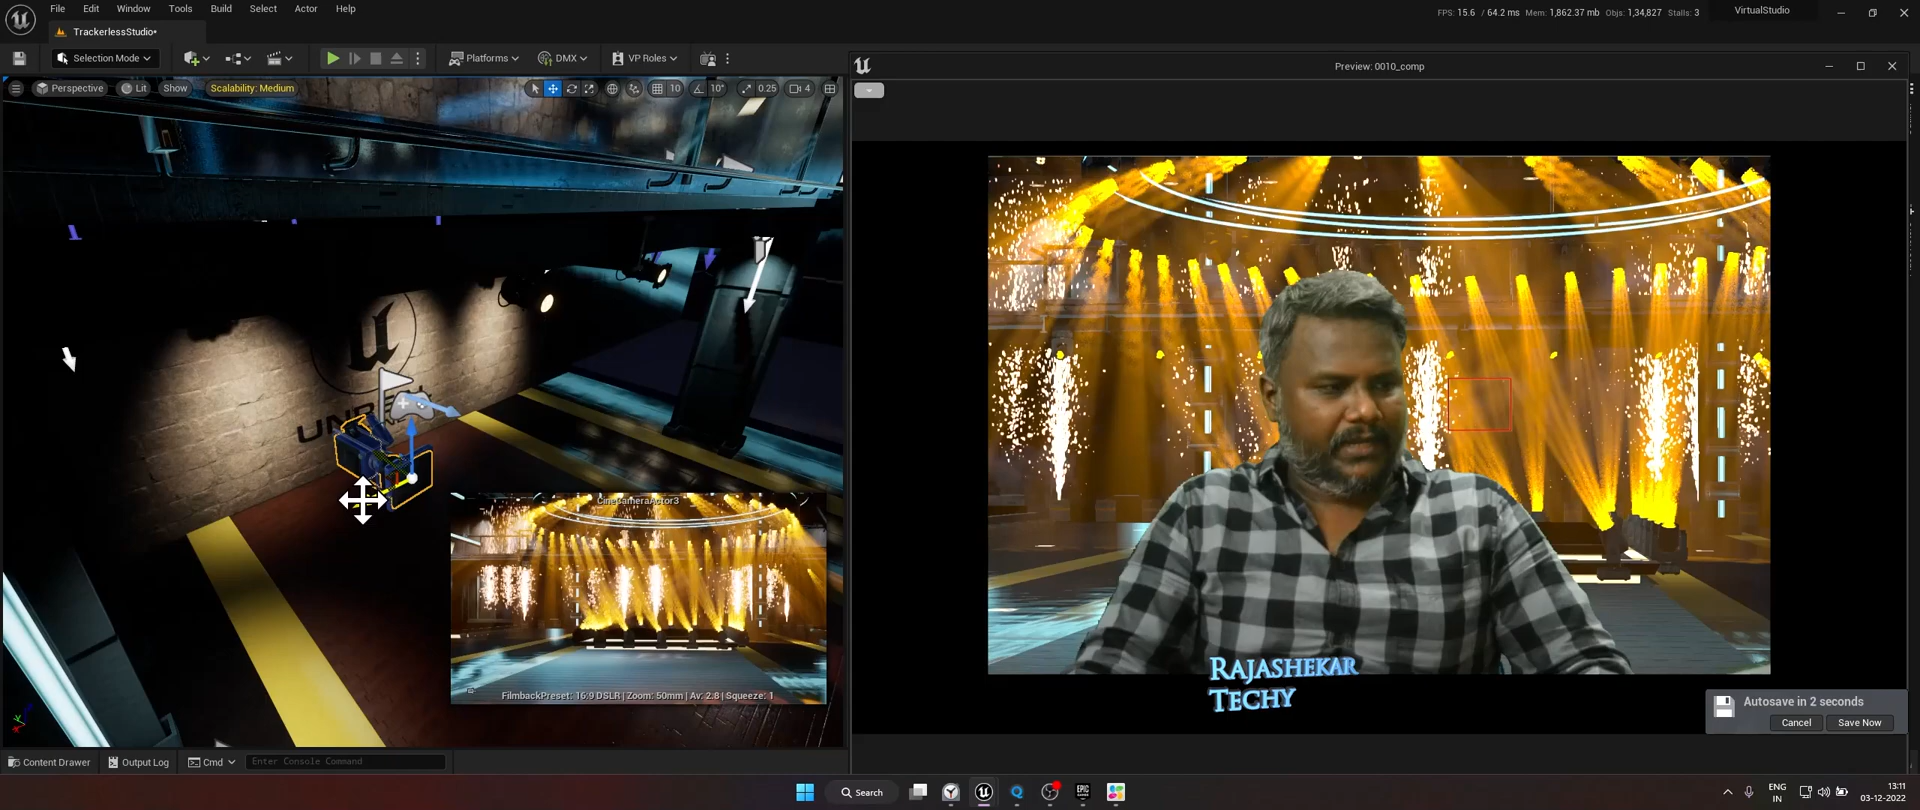 File Edit Window Tools Build Select Actor Help
FPS: 15.6 / 64.2 ms Mem: 1,862.37 mb Objs: 1,34,827 Stalls: 3
VirtualStudio
TrackerlessStudio*
Selection Mode
Platforms
DMX
VP Roles
Preview: 0010_comp
Perspective Lit Show Scalability: Medium
10 10° 0.25 4
CineCameraActor3
FilmbackPreset: 16:9 DSLR | Zoom: 50mm | Av: 2.8 | Squeeze: 1
Rajashekar
Techy
Autosave in 2 seconds
Cancel Save Now
Content Drawer Output Log Cmd Enter Console Command
Search
EPIC
ENG
IN
13:11
03-12-2022